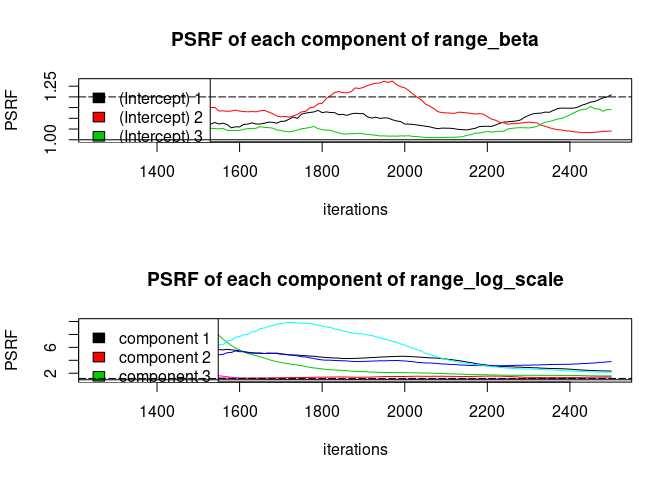 PSRF of each component of range_beta
PSRF
1.25
1.00
(Intercept) 1
(Intercept) 2
(Intercept) 3
1400 1600 1800 2000 2200 2400
iterations
PSRF of each component of range_log_scale
PSRF
6
2
component 1
component 2
component 3
1400 1600 1800 2000 2200 2400
iterations